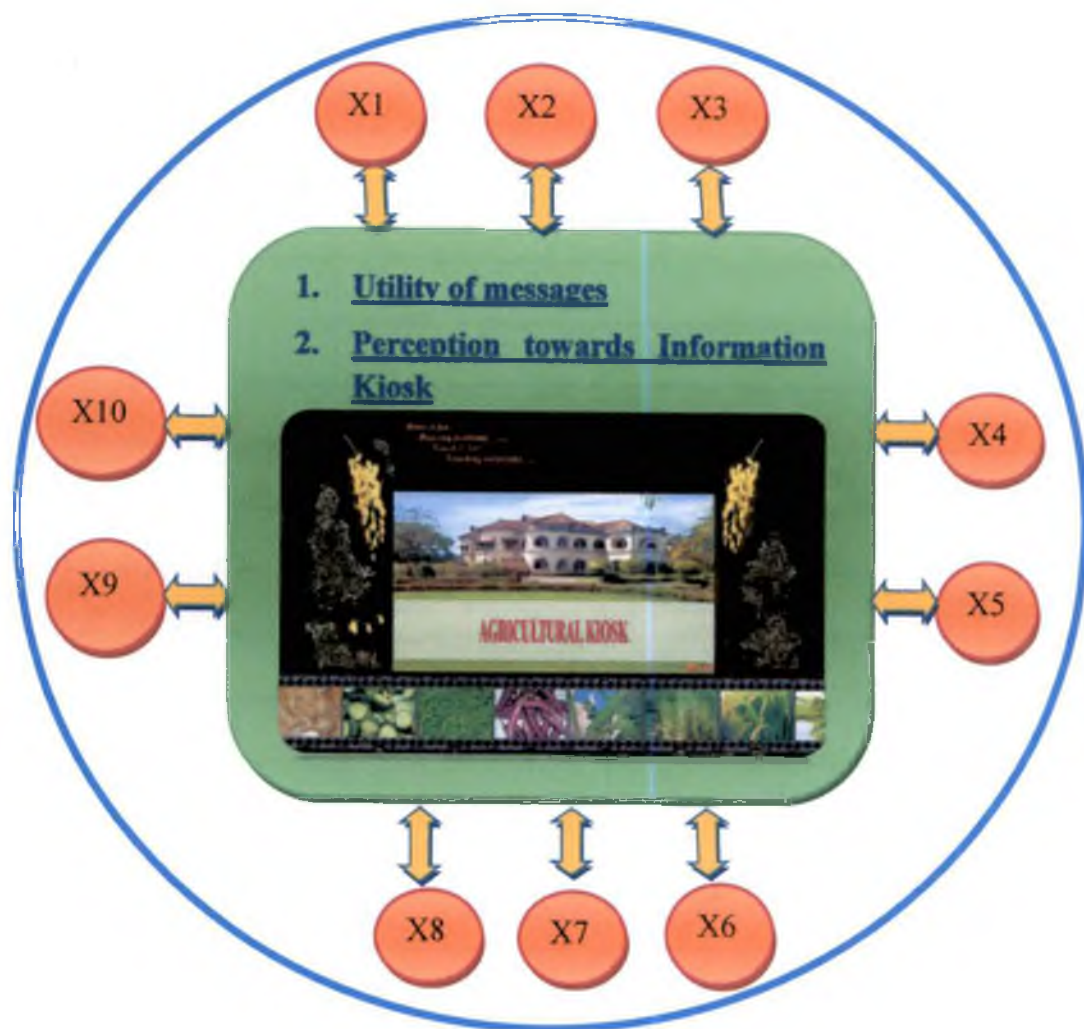 X1
X2
X3
1. Utility of messages
2. Perception towards Information
Kiosk
X10
X4
AGRICULTURAL KIOSK
X9
X5
X8
X7
X6